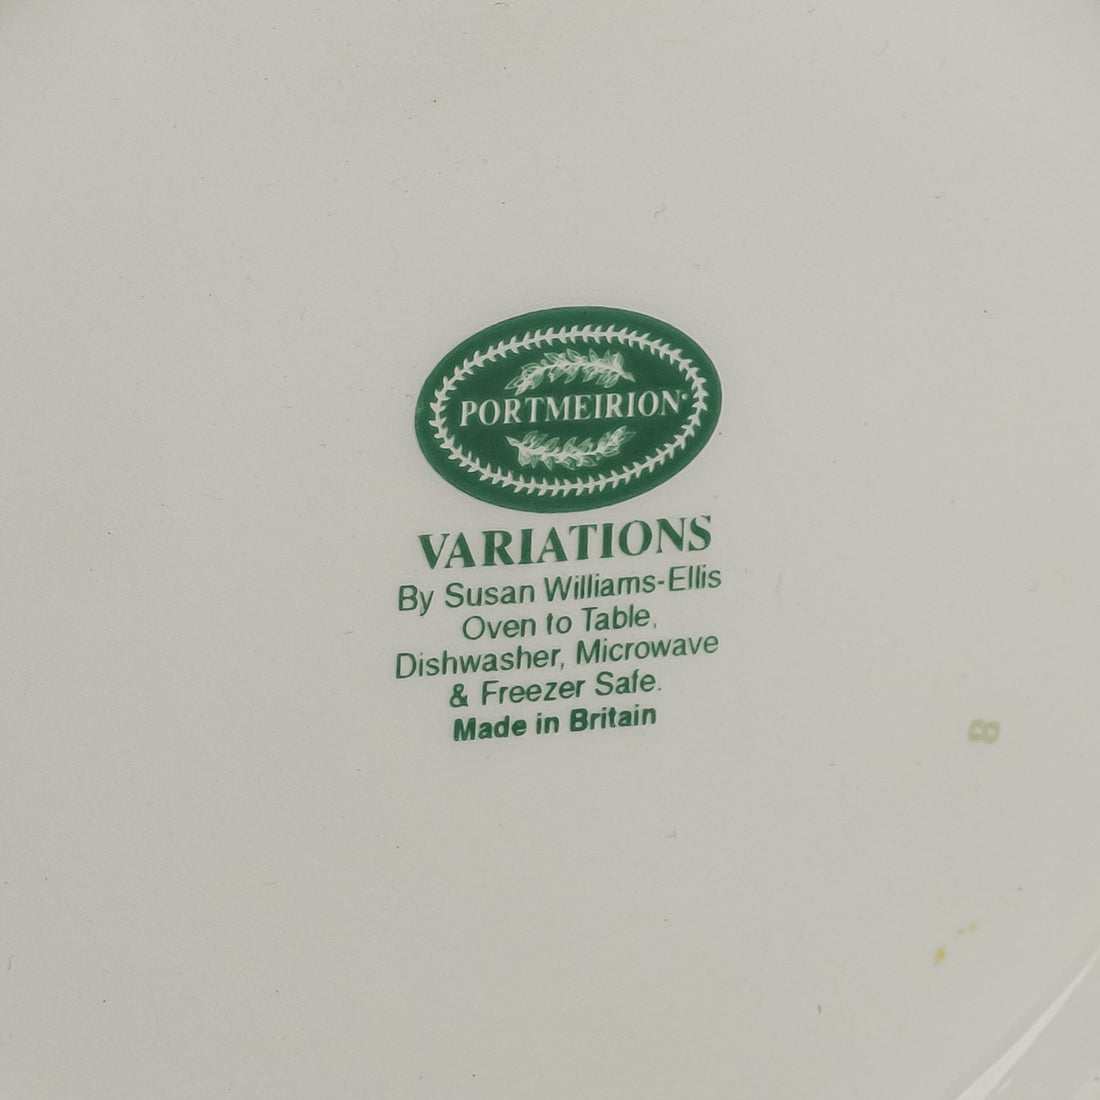 PORTMEIRION®
VARIATIONS
By Susan Williams-Ellis
Oven to Table,
Dishwasher, Microwave
& Freezer Safe.
Made in Britain
B